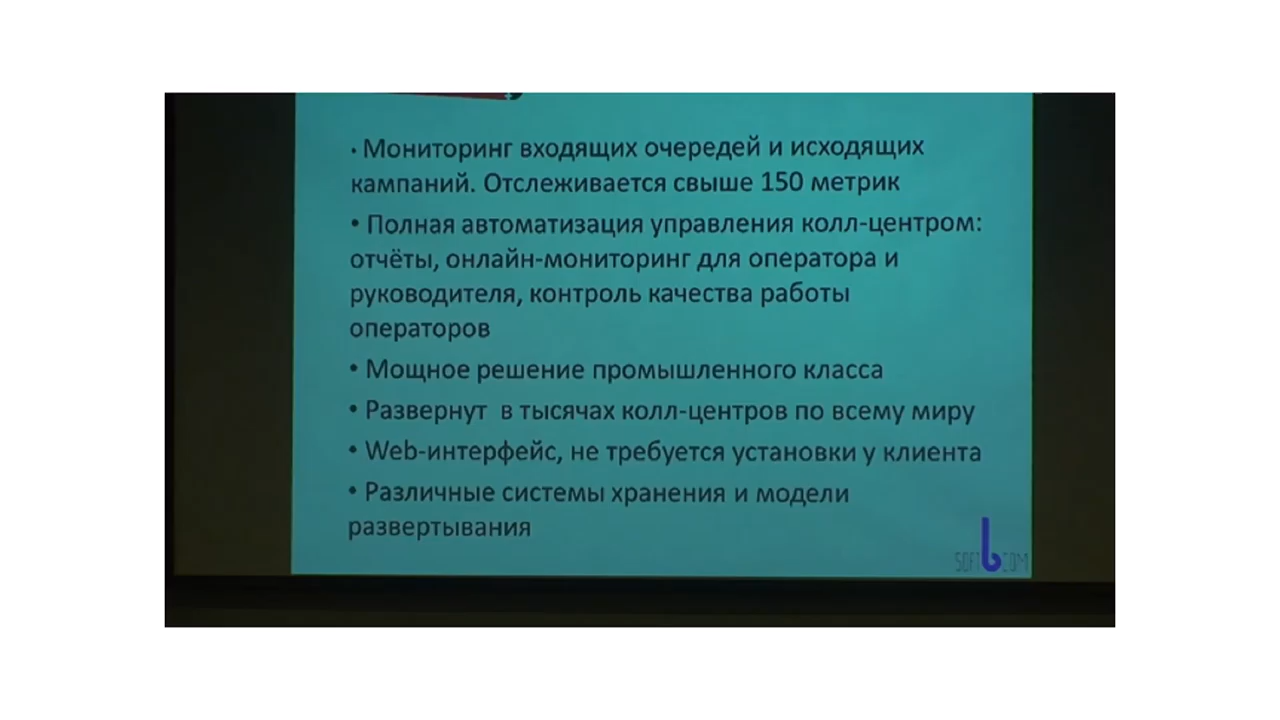 • Мониторинг входящих очередей и исходящих
кампаний. Отслеживается свыше 150 метрик
• Полная автоматизация управления колл-центром:
отчёты, онлайн-мониторинг для оператора и
руководителя, контроль качества работы
операторов
• Мощное решение промышленного класса
• Развернут в тысячах колл-центров по всему миру
• Web-интерфейс, не требуется установки у клиента
• Различные системы хранения и модели
развертывания
SOFT b COM